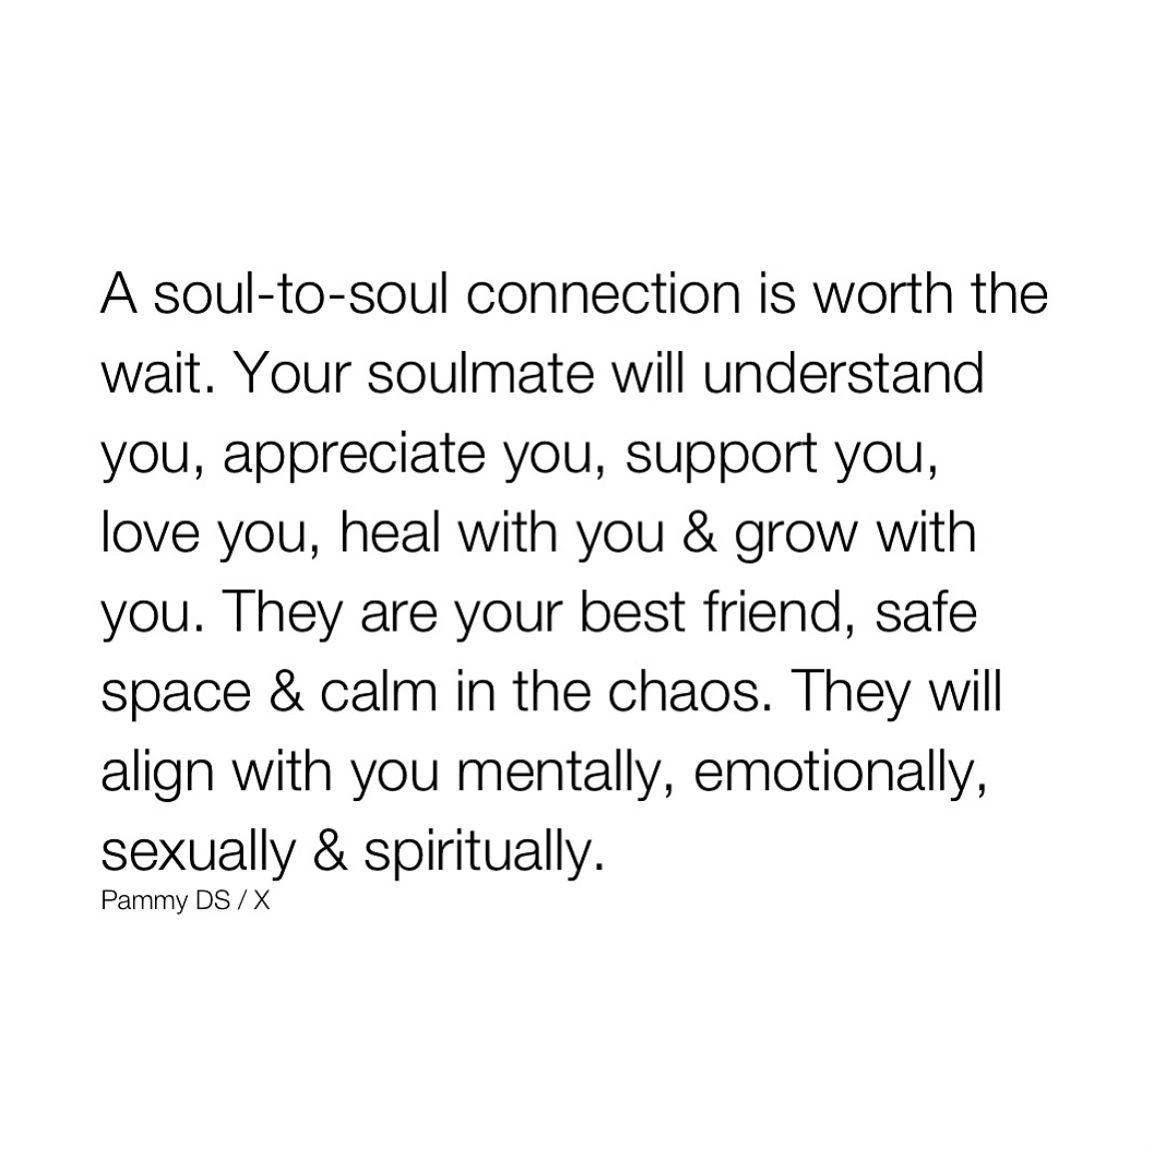 A soul-to-soul connection is worth the
wait. Your soulmate will understand
you, appreciate you, support you,
love you, heal with you & grow with
you. They are your best friend, safe
space & calm in the chaos. They will
align with you mentally, emotionally,
sexually & spiritually.
Pammy DS / X